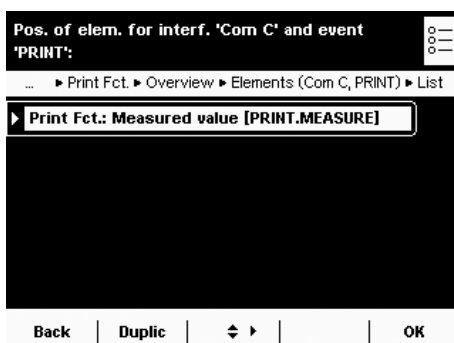 Pos. of elem. for interf. 'Com C' and event
'PRINT':
... ▸ Print Fct. ▸ Overview ▸ Elements (Com C, PRINT) ▸ List
Print Fct.: Measured value [PRINT.MEASURE]
Back Duplic OK